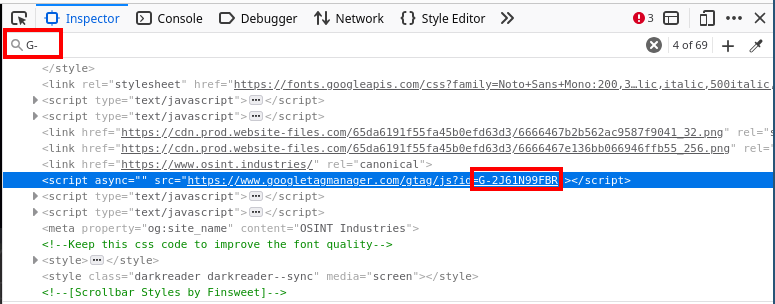 Inspector Console Debugger Network {} Style Editor 3
G- 4 of 69
</style>
<link rel="stylesheet" href="https://fonts.googleapis.com/css?family=Noto+Sans+Mono:200,3…lic,italic,500italic,
<script type="text/javascript"> ••• </script>
<script type="text/javascript"> ••• </script>
<link href="https://cdn.prod.website-files.com/65da6191f55fa45b0efd63d3/6666467b2b562ac9587f9041_32.png" rel="s
<link href="https://cdn.prod.website-files.com/65da6191f55fa45b0efd63d3/6666467e136bb066946ffb55_256.png" rel=
<link href="https://www.osint.industries/" rel="canonical">
<script async="" src="https://www.googletagmanager.com/gtag/js?id=G-2J61N99FBR"></script>
<script type="text/javascript"> ••• </script>
<script type="text/javascript"> ••• </script>
<meta property="og:site_name" content="OSINT Industries">
<!--Keep this css code to improve the font quality-->
<style> ••• </style>
<style class="darkreader darkreader--sync" media="screen"></style>
<!--[Scrollbar Styles by Finsweet]-->